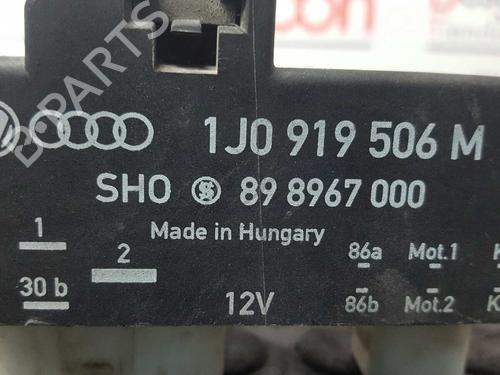 1J0 919 506 M
SHO 89 8967 000
Made in Hungary
1 2 86a Mot.1 K
30 b 86b Mot.2 K
12V
B-PARTS